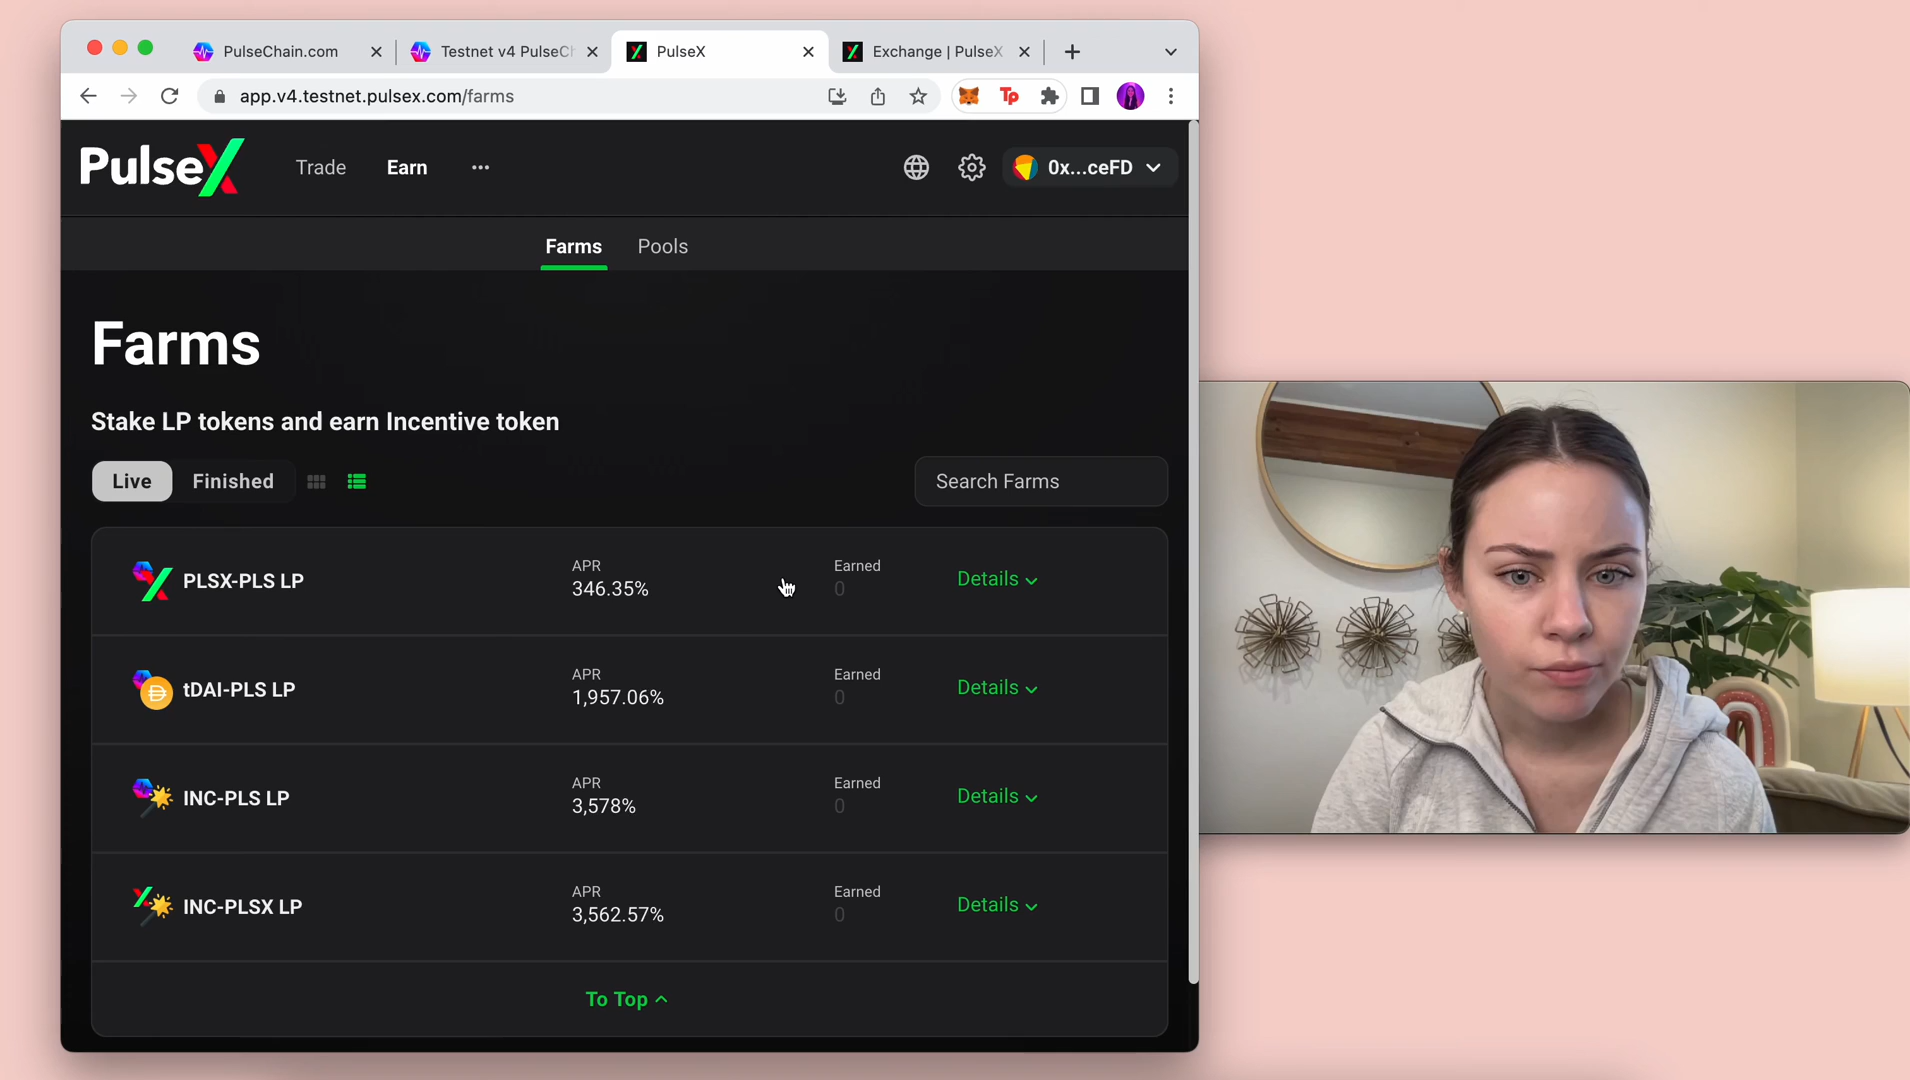 PulseChain.com
Testnet v4 PulseCh
PulseX
Exchange | PulseX
app.v4.testnet.pulsex.com/farms
Tp
PulseX
Trade
Earn
0x...ceFD
Farms
Pools
Farms
Stake LP tokens and earn Incentive token
Live
Finished
Search Farms
PLSX-PLS LP
APR
346.35%
Earned
0
Details
tDAI-PLS LP
APR
1,957.06%
Earned
0
Details
INC-PLS LP
APR
3,578%
Earned
0
Details
INC-PLSX LP
APR
3,562.57%
Earned
0
Details
To Top